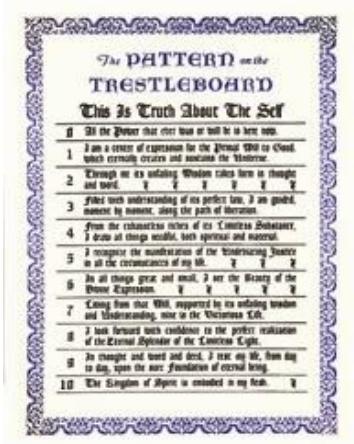 The PATTERN on the
TRESTLEBOARD
This Is Truth About The Self
0 All the Power that ever was or will be is here now.
1 I am a center of expression for the Primal Will to Good,
which eternally creates and sustains the Universe.
2 Through me its unfailing Wisdom takes form in thought
and word.
3 Filled with understanding of its perfect law, I am guided,
moment by moment, along the path of liberation.
4 From the exhaustless riches of its Limitless Substance,
I draw all things needful, both spiritual and material.
5 I recognize the manifestation of the Undeviating Justice
in all the circumstances of my life.
6 In all things great and small, I see the Beauty of the
Divine Expression.
7 Living from that Will, supported by its unfailing wisdom
and Understanding, mine is the Victorious Life.
8 I look forward with confidence to the perfect realization
of the Eternal Splendor of the Limitless Light.
9 In thought and word and deed, I rest my life, from day
to day, upon the sure Foundation of eternal being.
10 The Kingdom of Spirit is embodied in my flesh.